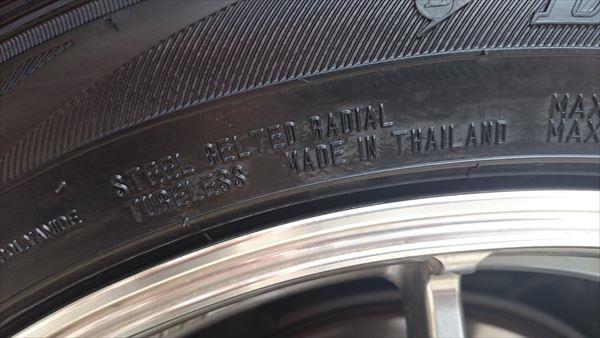 STEEL BELTED RADIAL
TUBELESS MADE IN THAILAND
MAX
MAX